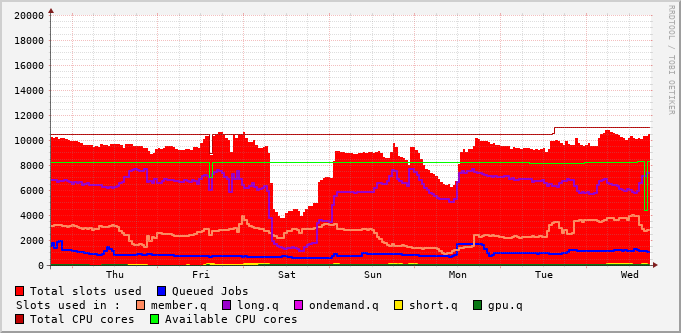 RRDTOOL / TOBI OETIKER
20000
18000
16000
14000
12000
10000
8000
6000
4000
2000
0
Thu Fri Sat Sun Mon Tue Wed
Total slots used Queued Jobs
Slots used in : member.q long.q ondemand.q short.q gpu.q
Total CPU cores Available CPU cores